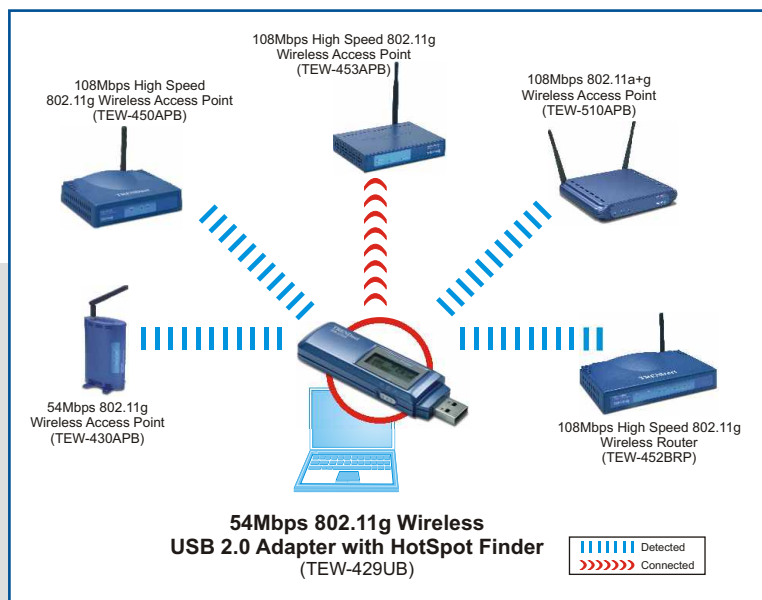 108Mbps High Speed 802.11g
Wireless Access Point
(TEW-453APB)
108Mbps High Speed
802.11g Wireless Access Point
(TEW-450APB)
108Mbps 802.11a+g
Wireless Access Point
(TEW-510APB)
TRENDnet
54Mbps 802.11g
Wireless Access Point
(TEW-430APB)
TRENDnet
TRENDnet
108Mbps High Speed 802.11g
Wireless Router
(TEW-452BRP)
54Mbps 802.11g Wireless
USB 2.0 Adapter with HotSpot Finder
(TEW-429UB)
Detected
Connected